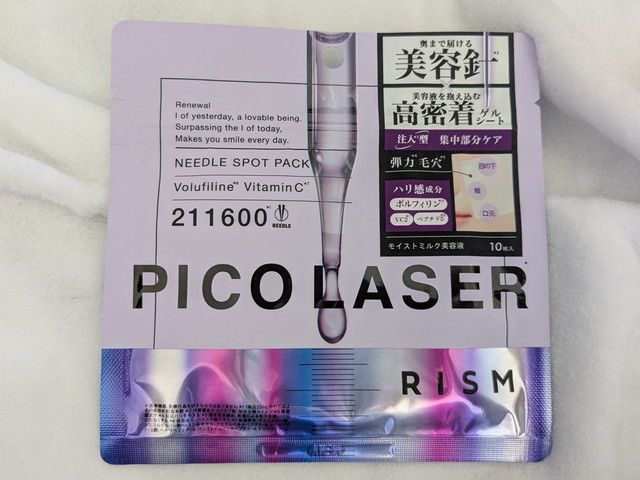 奥まで届ける
美容針*²
美容液を抱え込む
高密着ゲルシート
注入*型 集中部分ケア
弾力 毛穴
目の下
頬
口元
ハリ感成分
ボルフィリン
VC
ペプチド
モイストミルク美容液 10枚入
Renewal
I of yesterday, a lovable being.
Surpassing the I of today,
Makes you smile every day.
NEEDLE SPOT PACK
Volufiline Vitamin C
211600
NEEDLE
PICO LASER
RISM